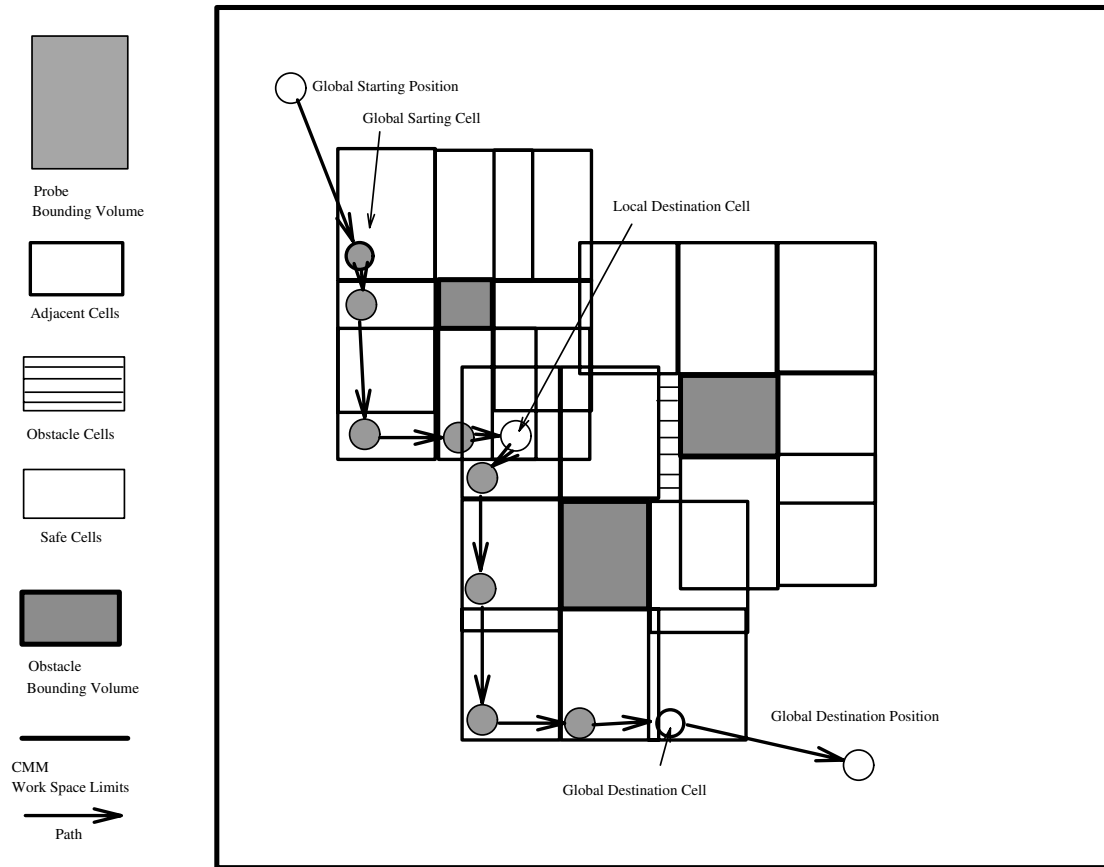 Probe
Bounding Volume
Adjacent Cells
Obstacle Cells
Safe Cells
Obstacle
Bounding Volume
CMM
Work Space Limits
Path
Global Starting Position
Global Sarting Cell
Local Destination Cell
Global Destination Position
Global Destination Cell